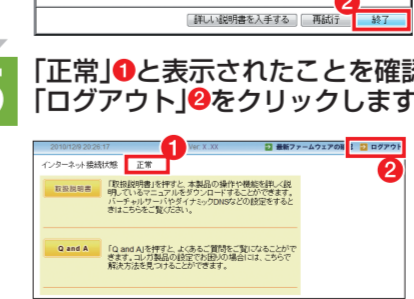 2
詳しい説明書を入手する 再試行 終了
「正常」❶と表示されたことを確認
「ログアウト」❷をクリックします
2010/12/9 20:26:17 Ver: X. XX 最新ファームウェアの ログアウト
1
インターネット接続状態 正常
2
取扱説明書
「取扱説明書」を押すと、本製品の操作や機能を詳しく説
明しているマニュアルをダウンロードすることができます。
バーチャルサーバやダイナミックDNSなどの設定をすると
きはこちらをご覧ください。
Q and A
「Q and A」を押すと、よくあるご質問をご覧になることがで
きます。コレガ製品の設定でお困りの場合には、こちらで
解決方法を見つけることができます。